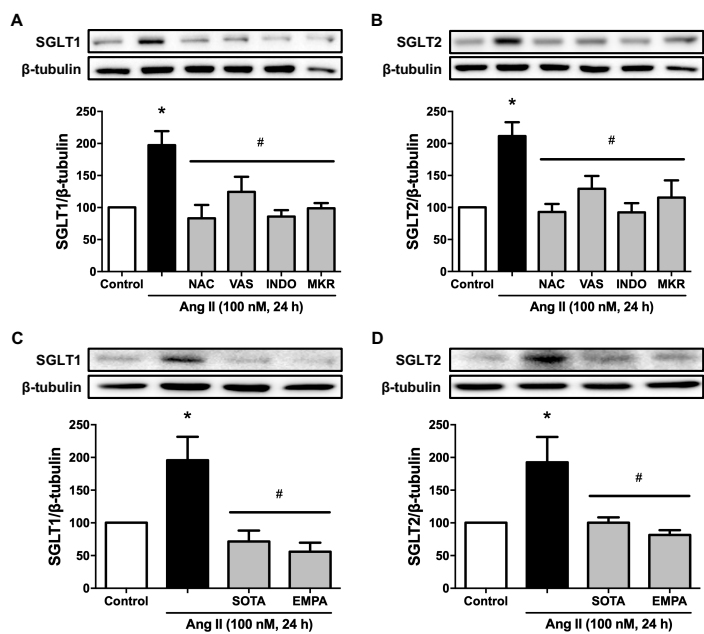 A
SGLT1
β-tubulin
*
#
SGLT1/β-tubulin
250
200
150
100
50
0
Control
NAC
VAS
INDO
MKR
Ang II (100 nM, 24 h)
B
SGLT2
β-tubulin
*
#
SGLT2/β-tubulin
250
200
150
100
50
0
Control
NAC
VAS
INDO
MKR
Ang II (100 nM, 24 h)
C
SGLT1
β-tubulin
*
#
SGLT1/β-tubulin
250
200
150
100
50
0
Control
SOTA
EMPA
Ang II (100 nM, 24 h)
D
SGLT2
β-tubulin
*
#
SGLT2/β-tubulin
250
200
150
100
50
0
Control
SOTA
EMPA
Ang II (100 nM, 24 h)